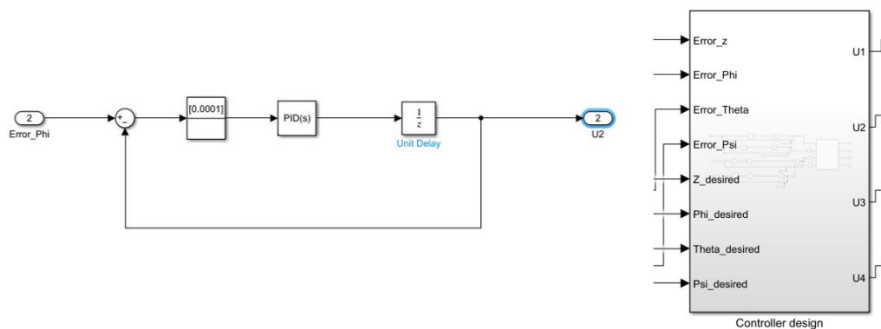 2
Error_Phi
+
-
[0.0001]
PID(s)
1
z
Unit Delay
2
U2
Error_z
Error_Phi
Error_Theta
Error_Psi
Z_desired
Phi_desired
Theta_desired
Psi_desired
U1
U2
U3
U4
Controller design